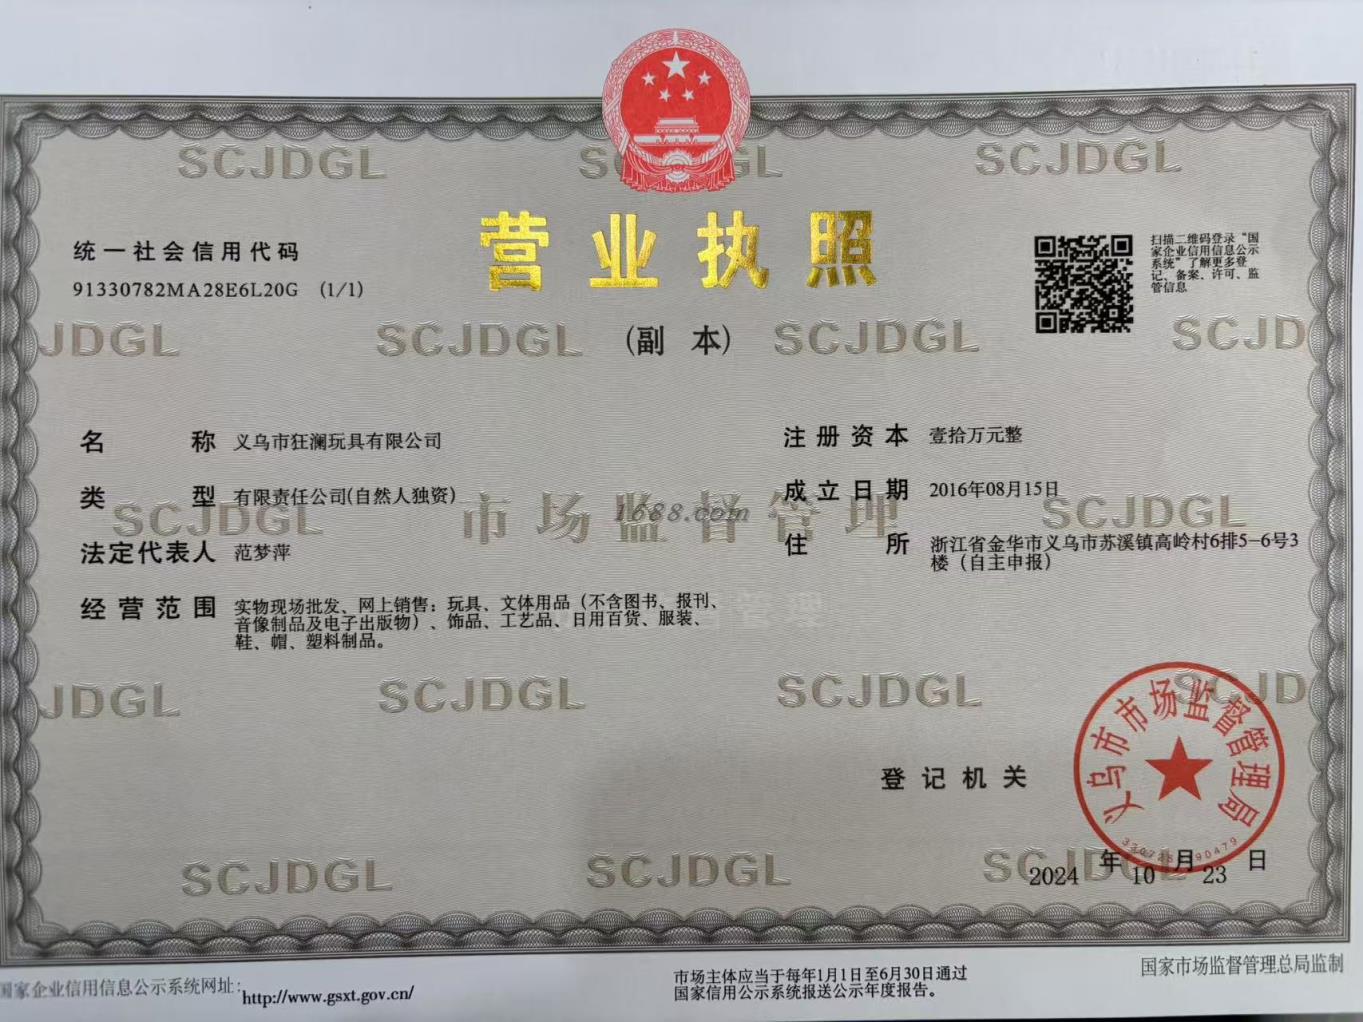 营业执照
(副 本)
统一社会信用代码
91330782MA28E6L20G (1/1)
扫描二维码登录“国
家企业信用信息公示
系统”了解更多登
记、备案、许可、监
管信息
SCJDGL SCJDGL
JDGL SCJDGL SCJDGL SCJD
名 称 义乌市狂澜玩具有限公司
类 型 有限责任公司(自然人独资)
法定代表人 范梦萍
经营范围 实物现场批发、网上销售：玩具、文体用品（不含图书、报刊、
音像制品及电子出版物）、饰品、工艺品、日用百货、服装、
鞋、帽、塑料制品。
注册资本 壹拾万元整
成立日期 2016年08月15日
住 所 浙江省金华市义乌市苏溪镇高岭村6排5-6号3
楼（自主申报）
SCJDGL 市场监督管理 SCJDGL
1688.com
JDGL SCJDGL SCJDGL SCJD
登记机关
义乌市市场监督管理局
SCJDGL SCJDGL SCJDGL
2024 年 10 月 23 日
国家企业信用信息公示系统网址：http://www.gsxt.gov.cn/
市场主体应当于每年1月1日至6月30日通过
国家信用公示系统报送公示年度报告。
国家市场监督管理总局监制